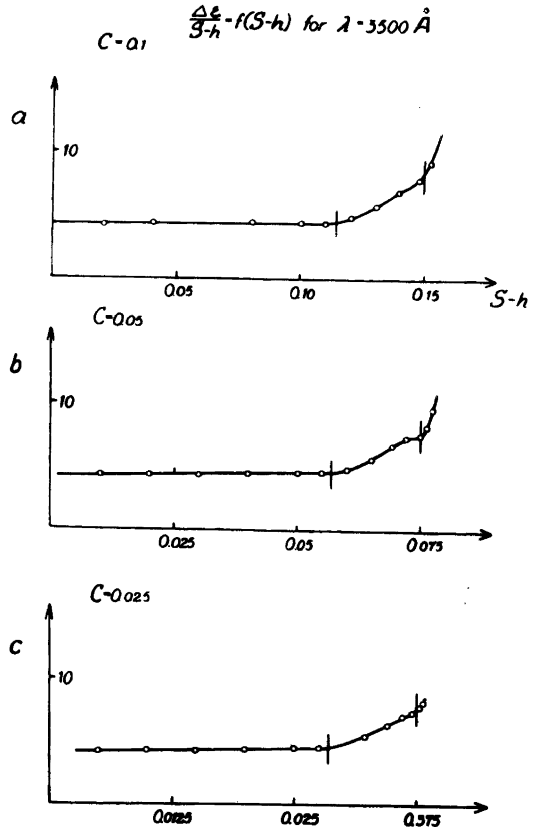 Δε/S-h - f(S-h) for λ = 3500 Å
C=0.1
a
10
0.05 0.10 0.15
S-h
C=0.05
b
10
0.025 0.05 0.075
C=0.025
c
10
0.0125 0.025 0.375